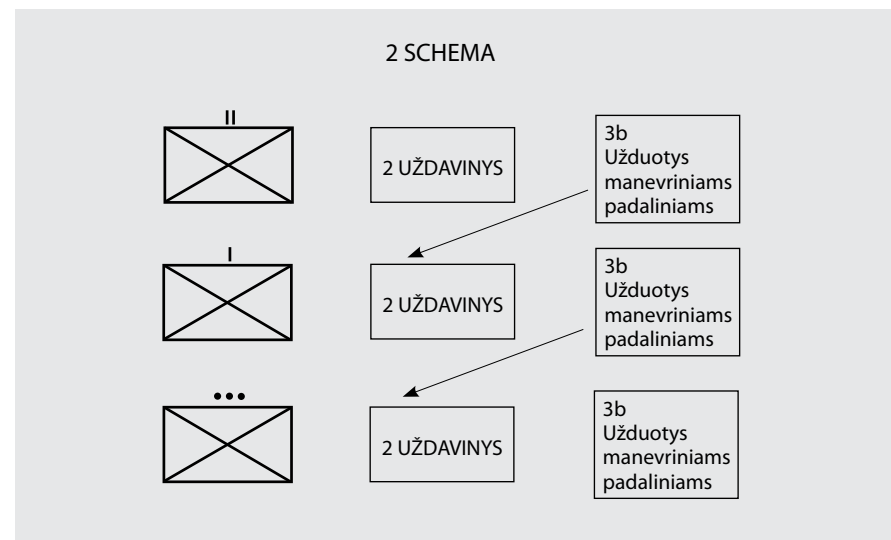 2 SCHEMA
II
2 UŽDAVINYS
3b
Užduotys
manevriniams
padaliniams
I
2 UŽDAVINYS
3b
Užduotys
manevriniams
padaliniams
•••
2 UŽDAVINYS
3b
Užduotys
manevriniams
padaliniams